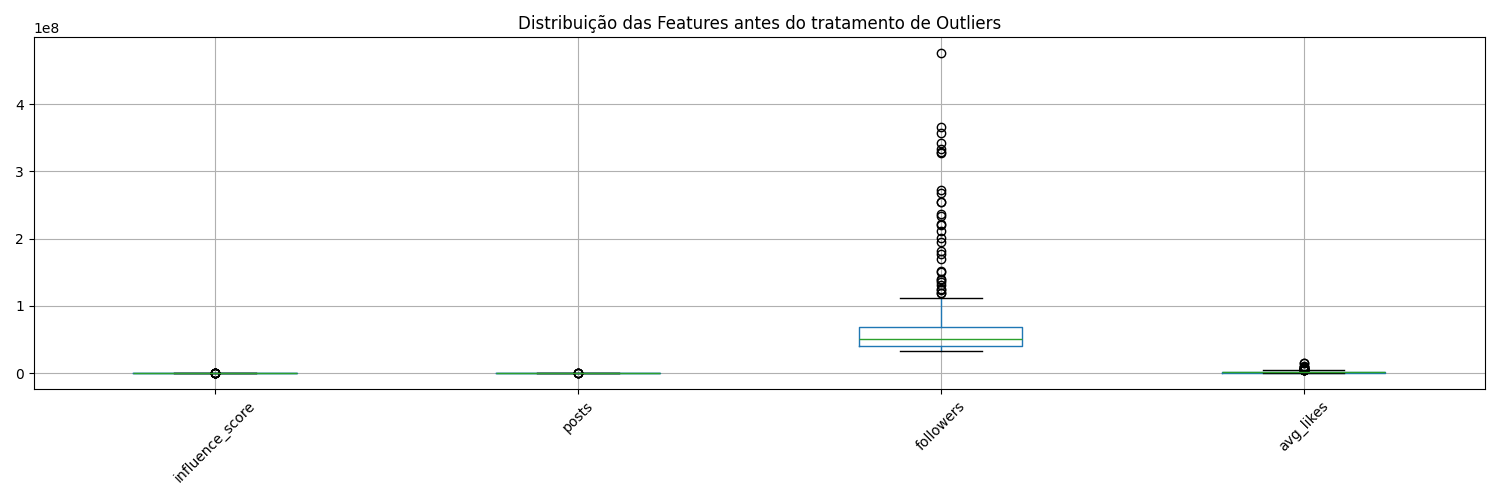 Distribuição das Features antes do tratamento de Outliers
1e8
4
3
2
1
0
influence_score
posts
followers
avg_likes